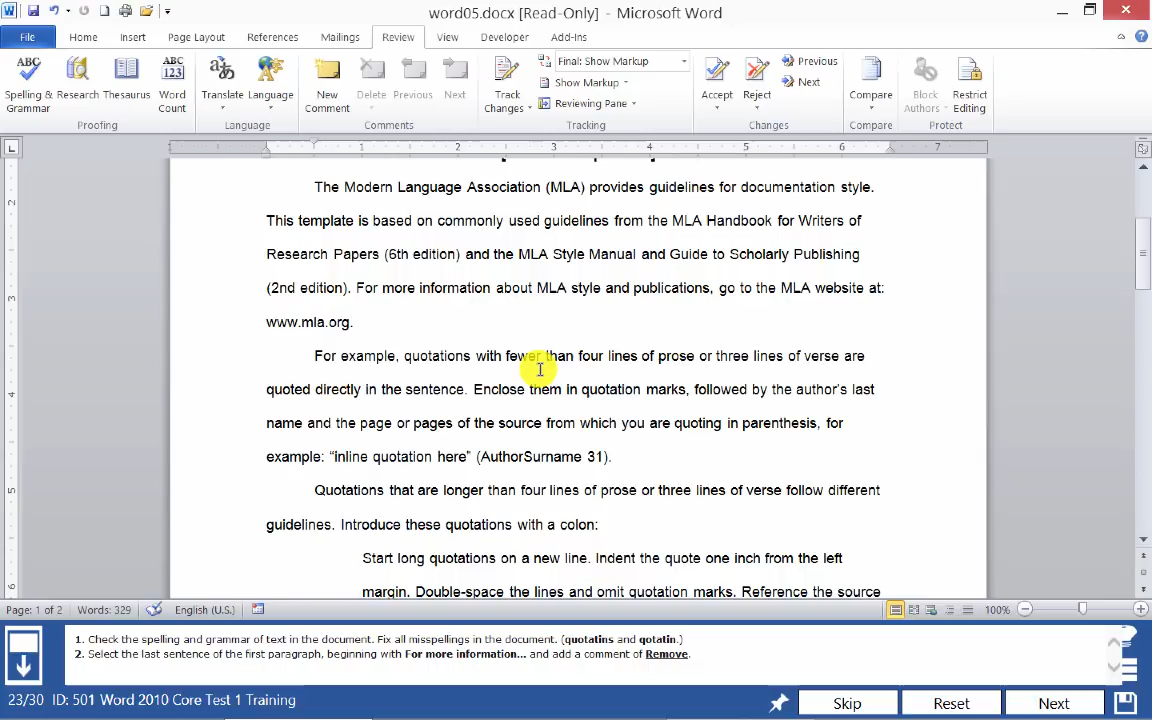 word05.docx [Read-Only] - Microsoft Word
File Home Insert Page Layout References Mailings Review View Developer Add-Ins
ABC ABC 123 Final: Show Markup Previous
Show Markup Next
Spelling & Grammar Research Thesaurus Word Count Translate Language New Comment Delete Previous Next Track Changes Reviewing Pane Accept Reject Compare Block Authors Restrict Editing
Proofing Language Comments Tracking Changes Compare Protect
1 2 3 4 5 6 7
The Modern Language Association (MLA) provides guidelines for documentation style.
This template is based on commonly used guidelines from the MLA Handbook for Writers of
Research Papers (6th edition) and the MLA Style Manual and Guide to Scholarly Publishing
(2nd edition). For more information about MLA style and publications, go to the MLA website at:
www.mla.org.
For example, quotations with fewer than four lines of prose or three lines of verse are
quoted directly in the sentence. Enclose them in quotation marks, followed by the author's last
name and the page or pages of the source from which you are quoting in parenthesis, for
example: “inline quotation here” (AuthorSurname 31).
Quotations that are longer than four lines of prose or three lines of verse follow different
guidelines. Introduce these quotations with a colon:
Start long quotations on a new line. Indent the quote one inch from the left
margin. Double-space the lines and omit quotation marks. Reference the source
Page: 1 of 2 Words: 329 English (U.S.) 100%
1. Check the spelling and grammar of text in the document. Fix all misspellings in the document. (quotatins and qotatin.)
2. Select the last sentence of the first paragraph, beginning with For more information... and add a comment of Remove.
23/30 ID: 501 Word 2010 Core Test 1 Training Skip Reset Next